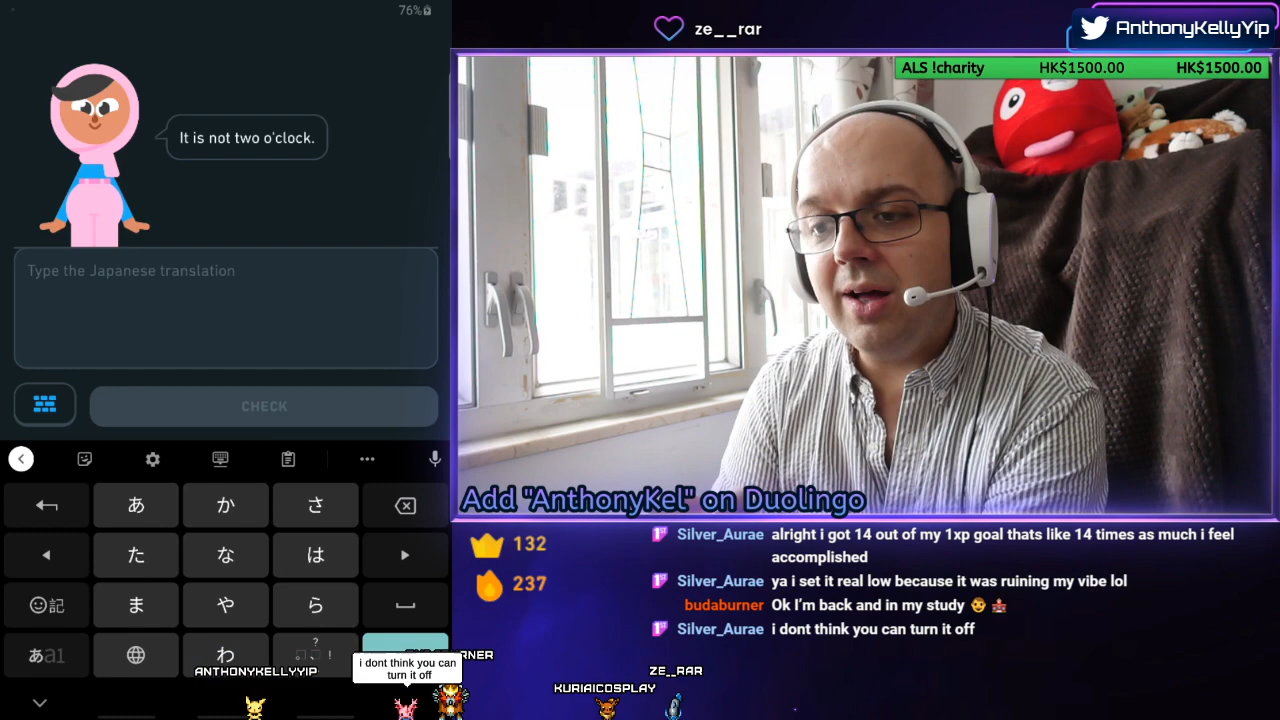 76%
It is not two o'clock.
Type the Japanese translation
CHECK
あ
か
さ
た
な
は
ま
や
ら
記
あa1
わ
? !
ze__rar
AnthonyKellyYip
ALS !charity HK$1500.00 HK$1500.00
Add "AnthonyKel" on Duolingo
132
237
Silver_Aurae alright i got 14 out of my 1xp goal thats like 14 times as much i feel
accomplished
Silver_Aurae ya i set it real low because it was ruining my vibe lol
budaburner Ok I'm back and in my study
Silver_Aurae i dont think you can turn it off
ANTHONYKELLYYIP
i dont think you can
turn it off
KURIAICOSPLAY
ZE__RAR